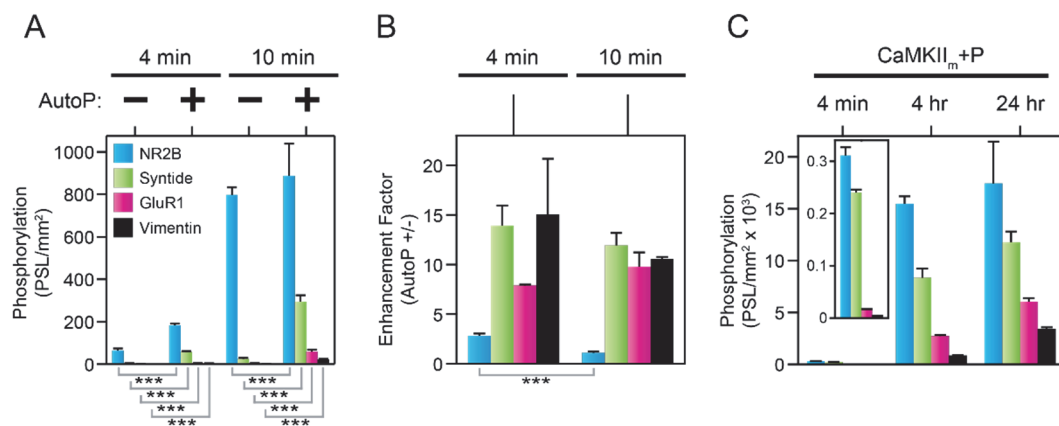 A
4 min
10 min
AutoP:
− + − +
Phosphorylation
(PSL/mm²)
1000
800
600
400
200
0
NR2B
Syntide
GluR1
Vimentin
***
***
***
***
***
***
***
***
B
4 min
10 min
Enhancement Factor
(AutoP +/-)
20
15
10
5
0
***
C
CaMKIIm+P
4 min
4 hr
24 hr
Phosphorylation
(PSL/mm² x 10³)
20
15
10
5
0
0.3
0.2
0.1
0